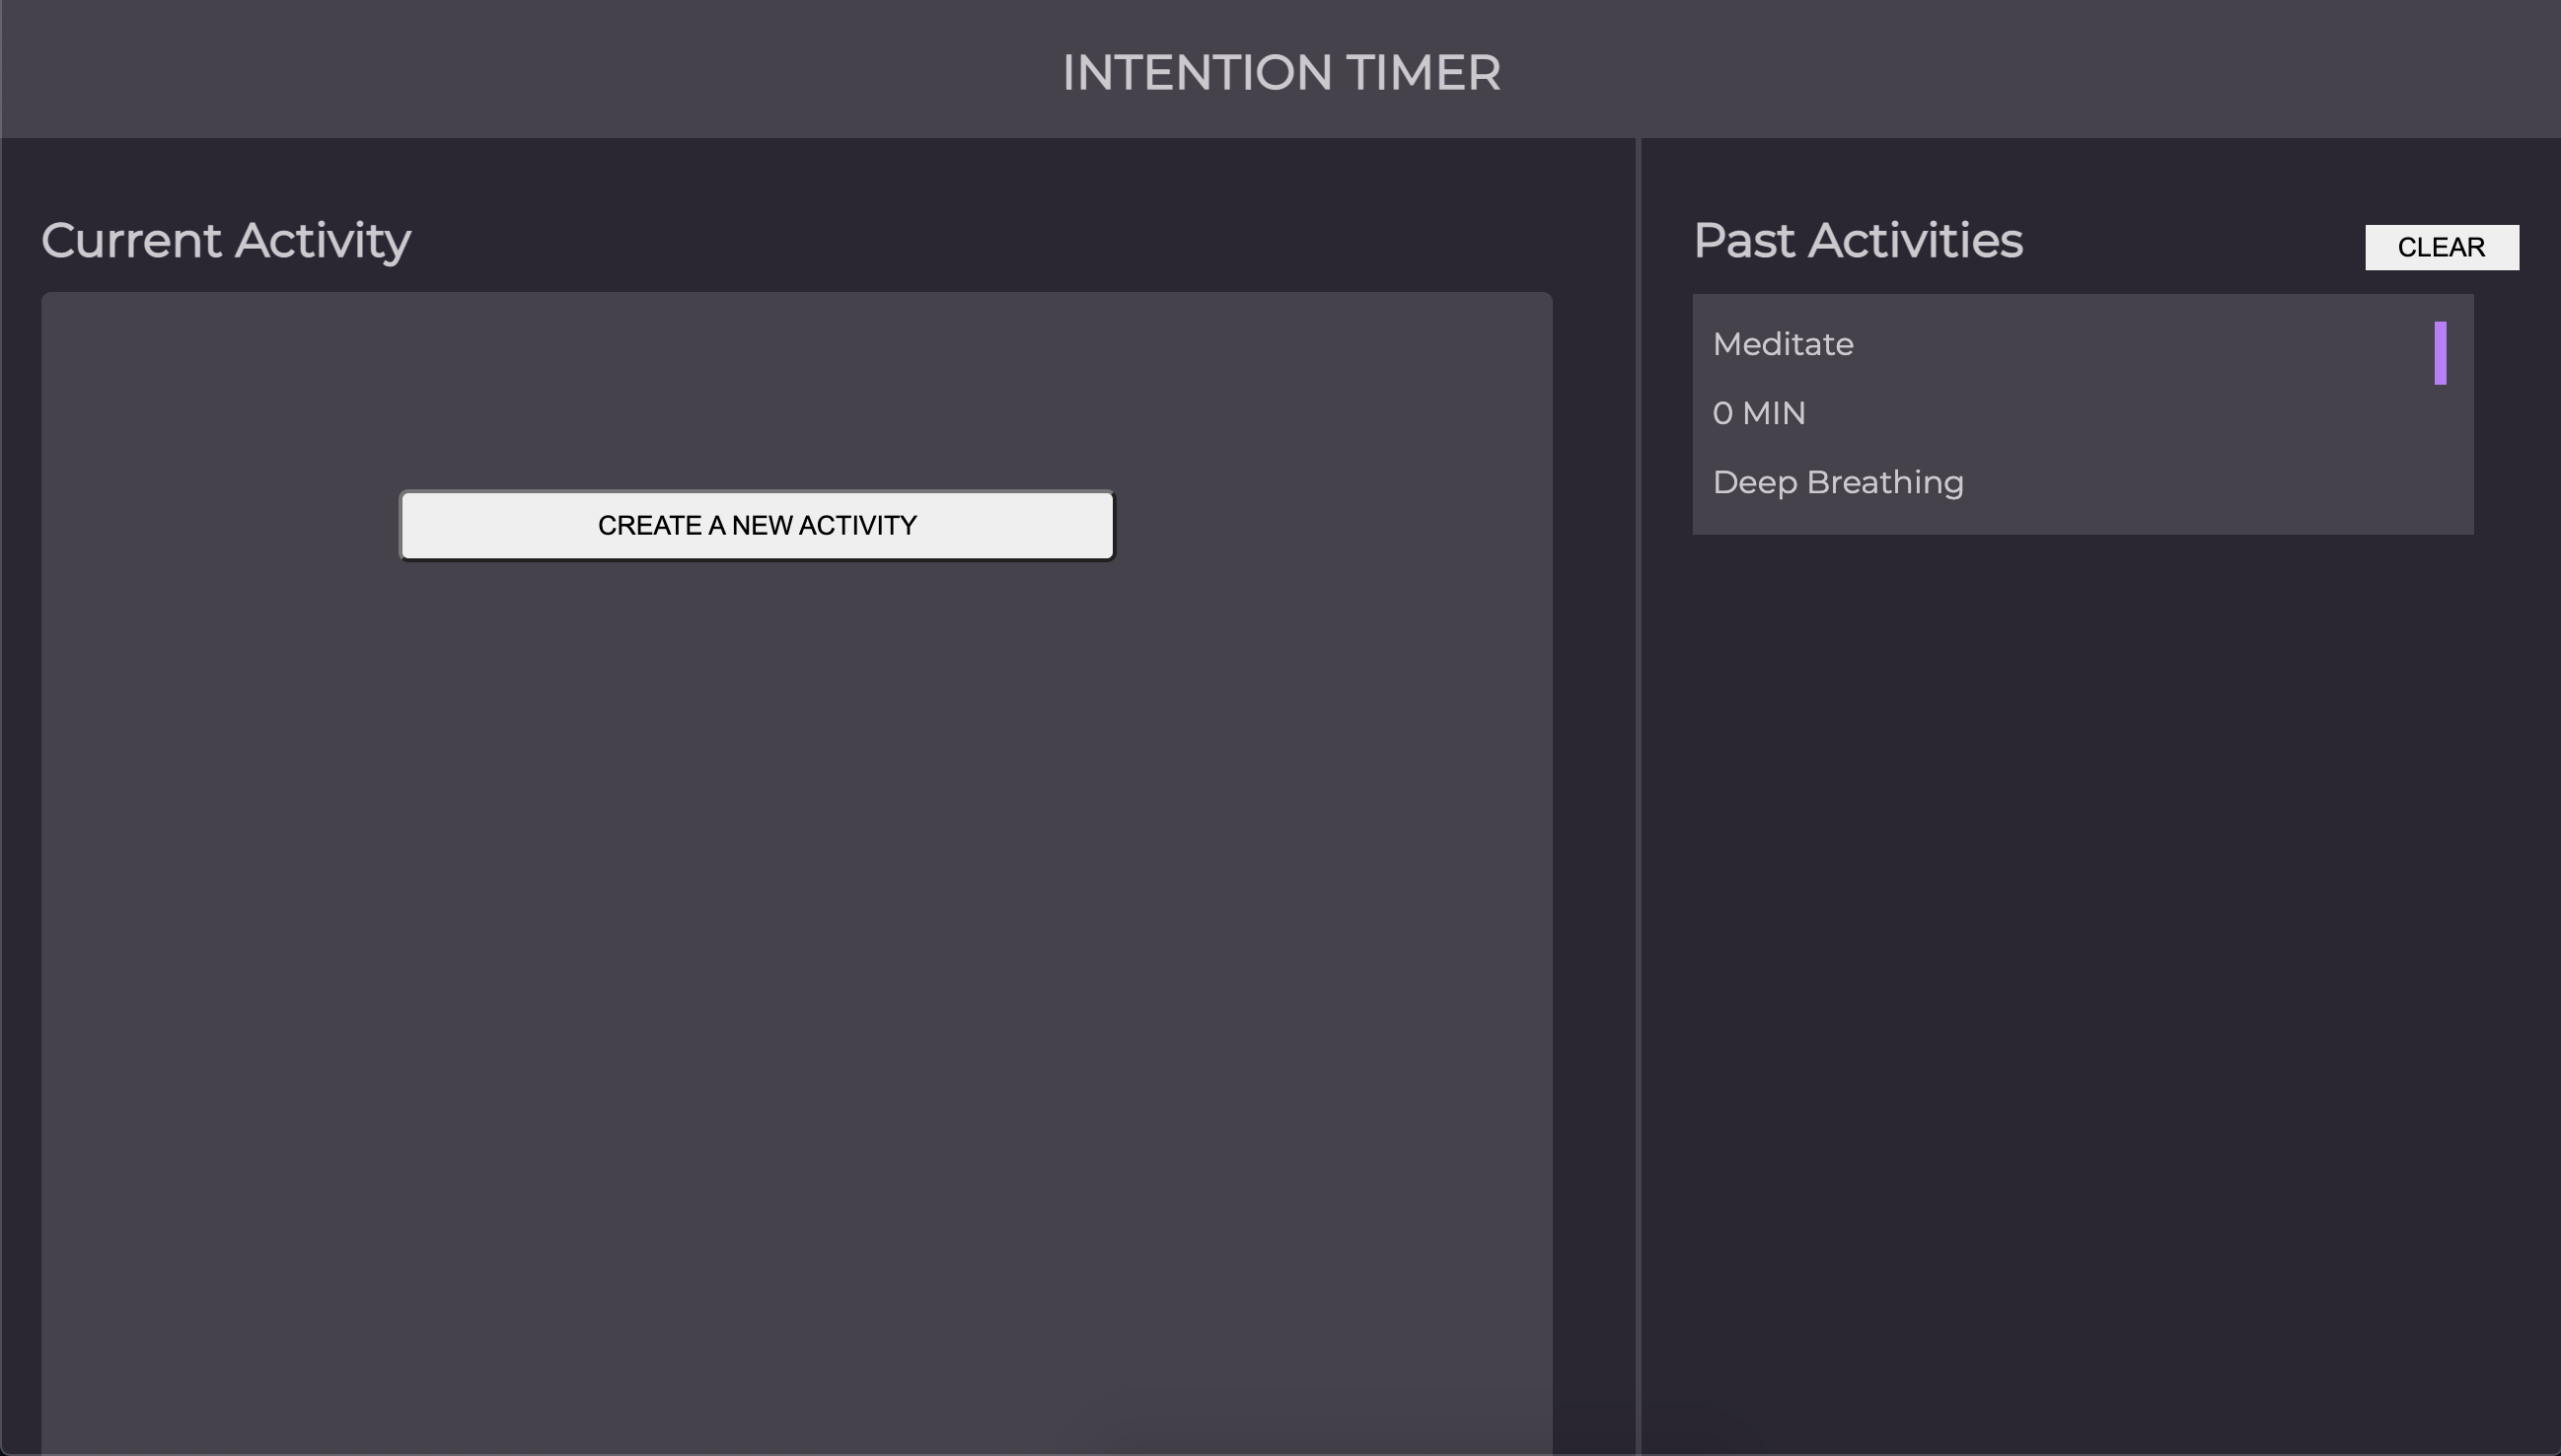 INTENTION TIMER
Current Activity
CREATE A NEW ACTIVITY
Past Activities
CLEAR
Meditate
0 MIN
Deep Breathing